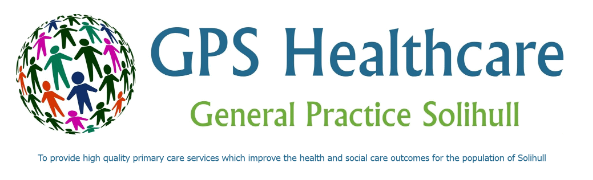 GPS Healthcare
General Practice Solihull
To provide high quality primary care services which improve the health and social care outcomes for the population of Solihull